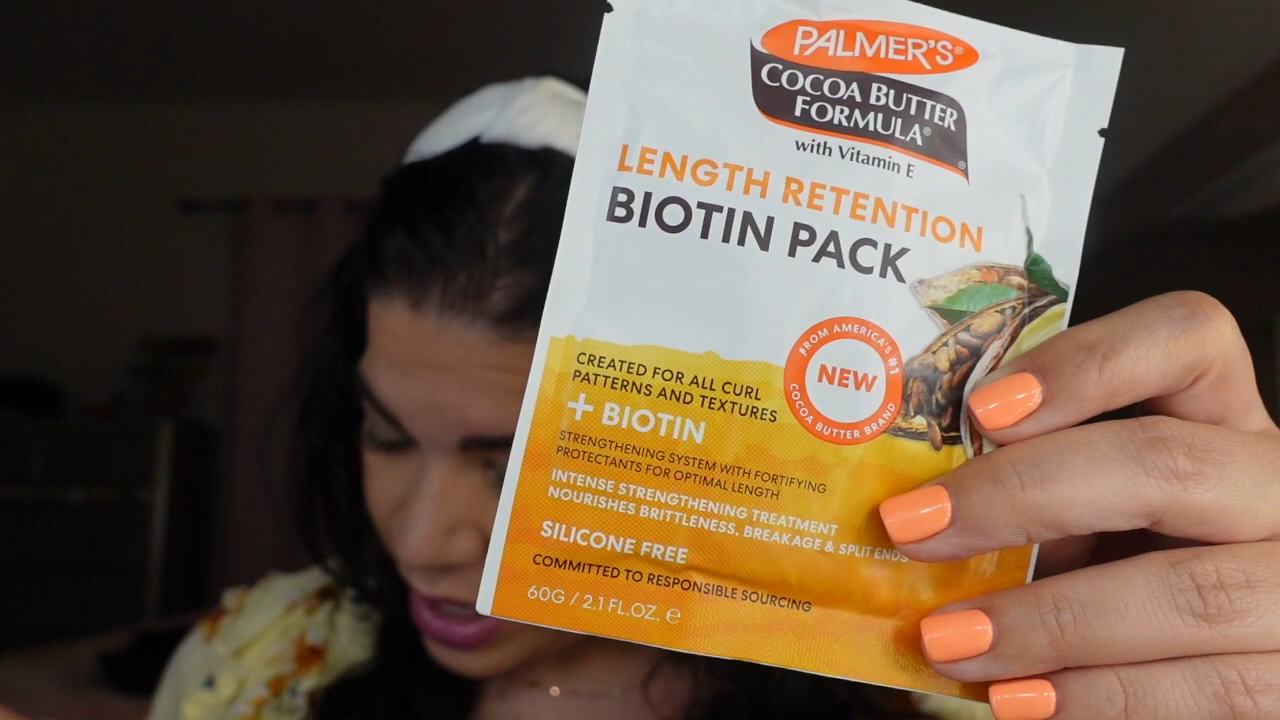 PALMER'S®
COCOA BUTTER
FORMULA®
with Vitamin E
®
LENGTH RETENTION
BIOTIN PACK
FROM AMERICA'S #1
NEW
COCOA BUTTER BRAND
CREATED FOR ALL CURL
PATTERNS AND TEXTURES
+ BIOTIN
STRENGTHENING SYSTEM WITH FORTIFYING
PROTECTANTS FOR OPTIMAL LENGTH
INTENSE STRENGTHENING TREATMENT
NOURISHES BRITTLENESS, BREAKAGE & SPLIT ENDS
SILICONE FREE
COMMITTED TO RESPONSIBLE SOURCING
60G / 2.1 FL.OZ. ℮